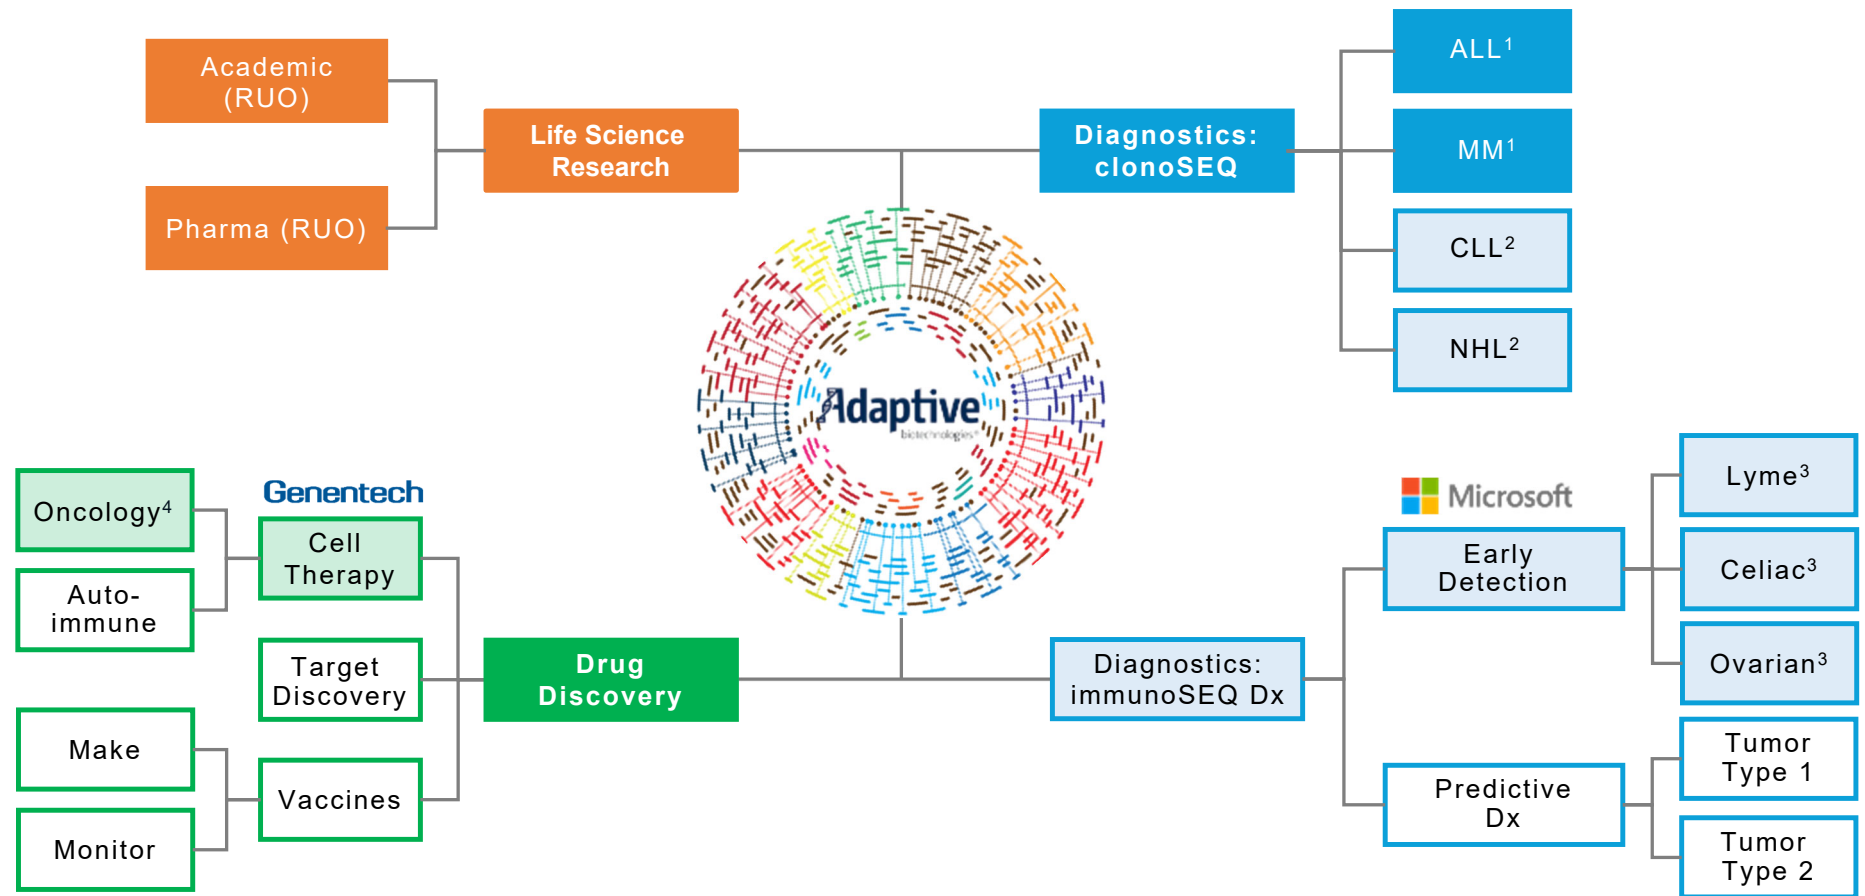 Academic
(RUO)
Pharma (RUO)
Life Science
Research
Diagnostics:
clonoSEQ
ALL¹
MM¹
CLL²
NHL²
Adaptive
biotechnologies®
Genentech
Oncology⁴
Auto-
immune
Cell
Therapy
Target
Discovery
Make
Monitor
Vaccines
Drug
Discovery
Diagnostics:
immunoSEQ Dx
Microsoft
Early
Detection
Lyme³
Celiac³
Ovarian³
Predictive
Dx
Tumor
Type 1
Tumor
Type 2